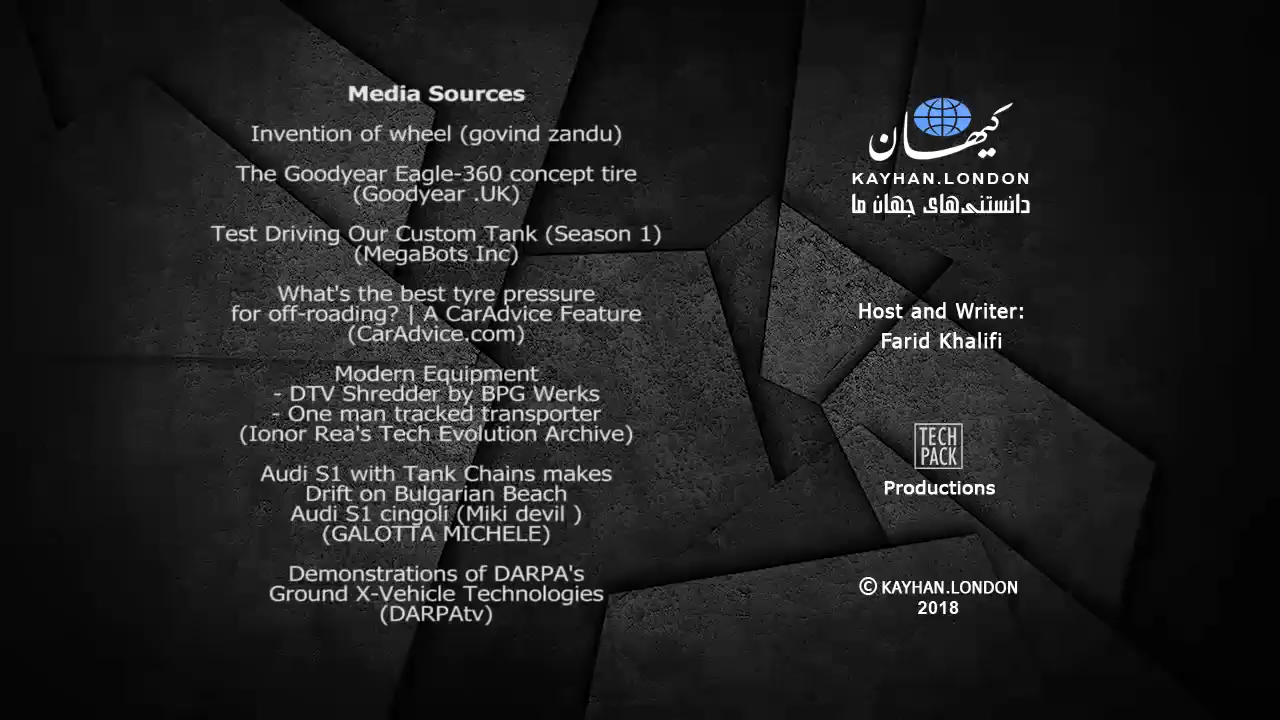 Media Sources
Invention of wheel (govind zandu)
The Goodyear Eagle-360 concept tire
(Goodyear .UK)
Test Driving Our Custom Tank (Season 1)
(MegaBots Inc)
What's the best tyre pressure
for off-roading? | A CarAdvice Feature
(CarAdvice.com)
Modern Equipment
- DTV Shredder by BPG Werks
- One man tracked transporter
(Ionor Rea's Tech Evolution Archive)
Audi S1 with Tank Chains makes
Drift on Bulgarian Beach
Audi S1 cingoli (Miki devil )
(GALOTTA MICHELE)
Demonstrations of DARPA's
Ground X-Vehicle Technologies
(DARPAtv)
کیهان
KAYHAN.LONDON
دانستنی‌های جهان ما
Host and Writer:
Farid Khalifi
TECH
PACK
Productions
© KAYHAN.LONDON
2018